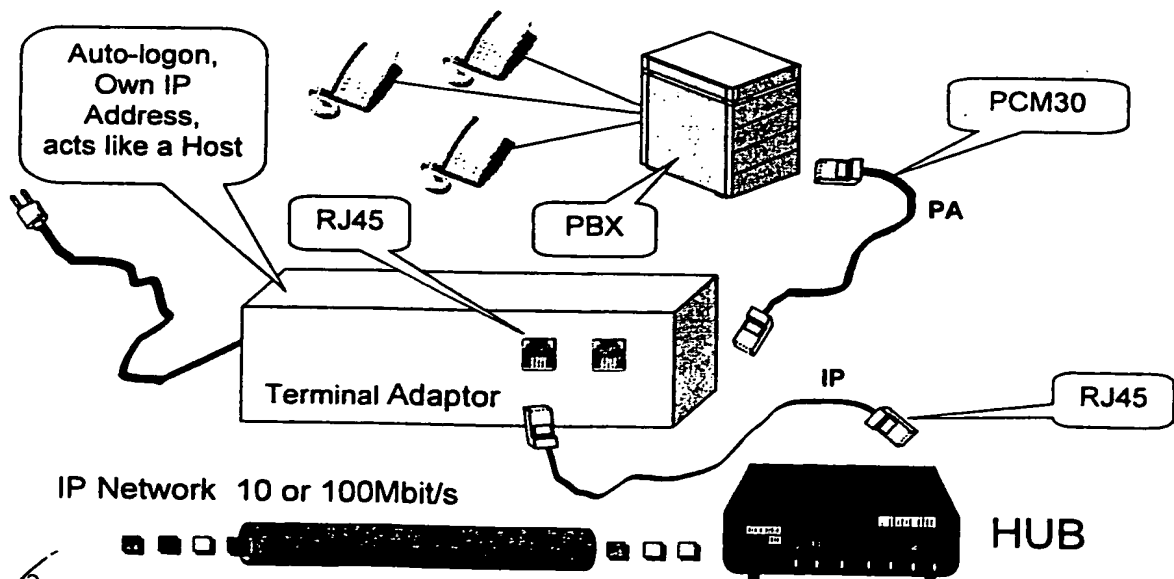 Auto-logon,
Own IP
Address,
acts like a Host
PCM30
PA
RJ45
PBX
Terminal Adaptor
IP
RJ45
IP Network 10 or 100Mbit/s
HUB